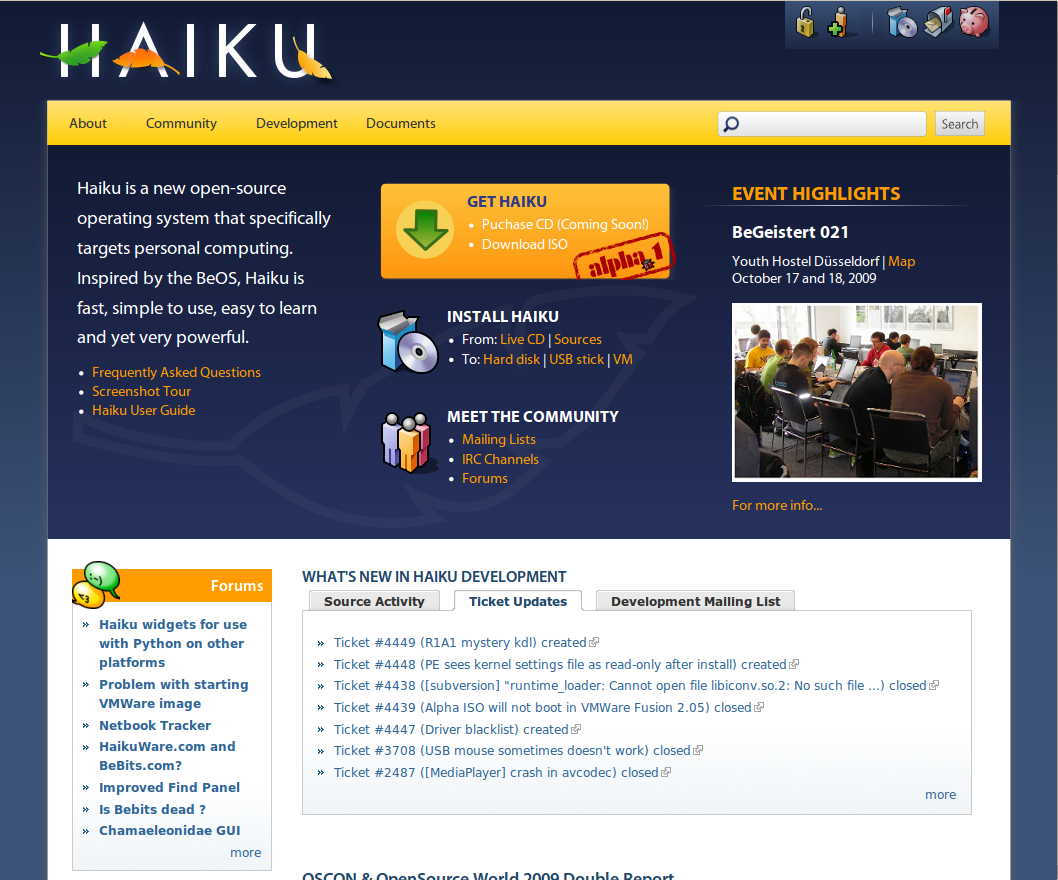 HAIKU
About Community Development Documents
Search
Haiku is a new open-source
operating system that specifically
targets personal computing.
Inspired by the BeOS, Haiku is
fast, simple to use, easy to learn
and yet very powerful.
Frequently Asked Questions
Screenshot Tour
Haiku User Guide
GET HAIKU
Puchase CD (Coming Soon!)
Download ISO
alpha 1
INSTALL HAIKU
From: Live CD | Sources
To: Hard disk | USB stick | VM
MEET THE COMMUNITY
Mailing Lists
IRC Channels
Forums
EVENT HIGHLIGHTS
BeGeistert 021
Youth Hostel Düsseldorf | Map
October 17 and 18, 2009
For more info...
Forums
» Haiku widgets for use
with Python on other
platforms
» Problem with starting
VMWare image
» Netbook Tracker
» HaikuWare.com and
BeBits.com?
» Improved Find Panel
» Is Bebits dead ?
» Chamaeleonidae GUI
more
WHAT'S NEW IN HAIKU DEVELOPMENT
Source Activity Ticket Updates Development Mailing List
» Ticket #4449 (R1A1 mystery kdl) created
» Ticket #4448 (PE sees kernel settings file as read-only after install) created
» Ticket #4438 ([subversion] "runtime_loader: Cannot open file libiconv.so.2: No such file ...) closed
» Ticket #4439 (Alpha ISO will not boot in VMWare Fusion 2.05) closed
» Ticket #4447 (Driver blacklist) created
» Ticket #3708 (USB mouse sometimes doesn't work) closed
» Ticket #2487 ([MediaPlayer] crash in avcodec) closed
more
OSCON & OpenSource World 2009 Double Report